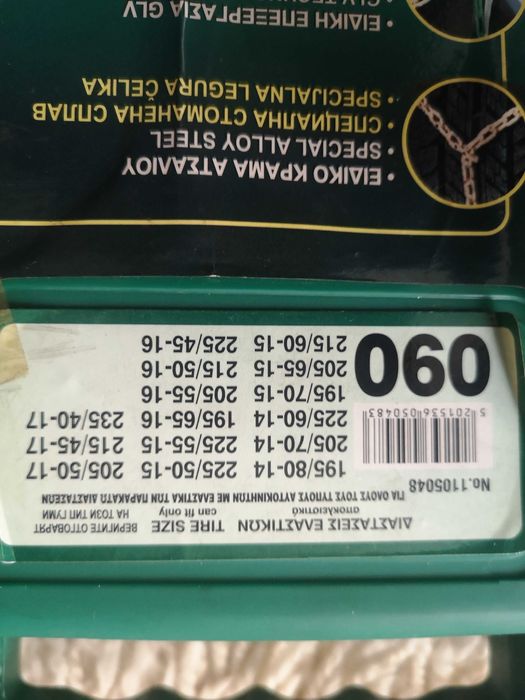 ΔΙΑΣΤΑΣΕΙΣ ΕΛΑΣΤΙΚΩΝ TIRE SIZE ВЕРИГИТЕ ОТГОВАРЯТ
αποκλειστικό can fit only НА ТОЗИ ТИП ГУМИ
No.1105048 ΓΙΑ ΟΛΟΥΣ ΤΟΥΣ ΤΥΠΟΥΣ ΑΥΤΟΚΙΝΗΤΩΝ ΜΕ ΕΛΑΣΤΙΚΑ ΤΩΝ ΠΑΡΑΚΑΤΩ ΔΙΑΣΤΑΣΕΩΝ
195/80-14 225/50-15 205/50-17
205/70-14 225/55-15 215/45-17
225/60-14 195/65-16 235/40-17
195/70-15 205/55-16
205/65-15 215/50-16
215/60-15 225/45-16
5 201536 050483
090
• ΕΙΔΙΚΟ ΚΡΑΜΑ ΑΤΣΑΛΙΟΥ
• SPECIAL ALLOY STEEL
• СПЕЦИАЛНА СТОМАНЕНА СПЛАВ
• SPECIJALNA LEGURA ČELIKA
• ΕΙΔΙΚΗ ΕΠΕΞΕΡΓΑΣΙΑ GLV